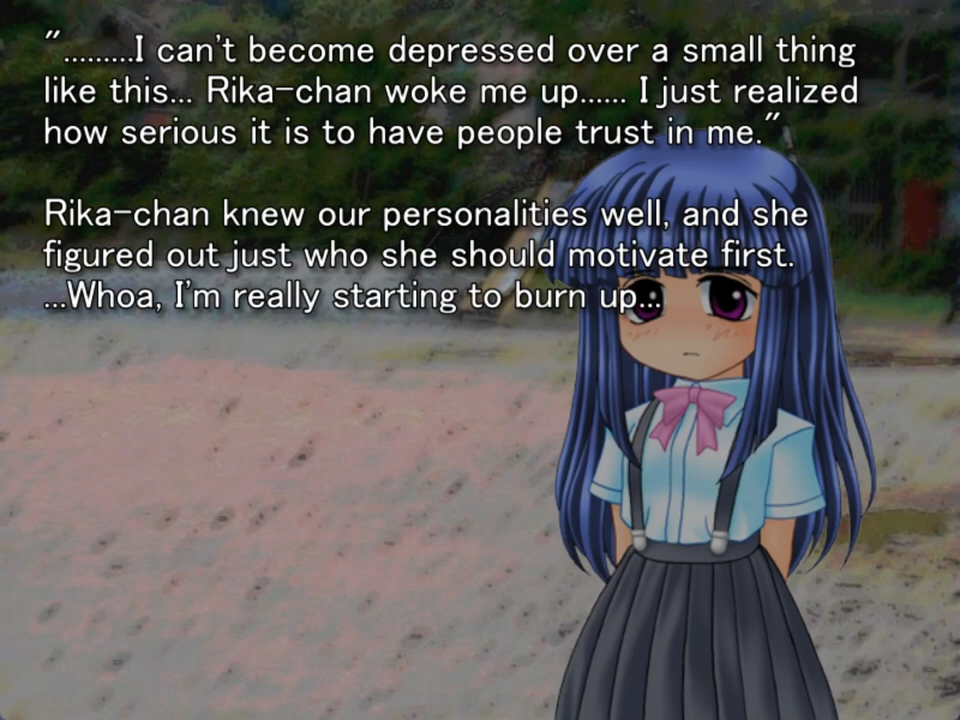 ".........I can't become depressed over a small thing
like this... Rika-chan woke me up...... I just realized
how serious it is to have people trust in me."
Rika-chan knew our personalities well, and she
figured out just who she should motivate first.
...Whoa, I'm really starting to burn up...